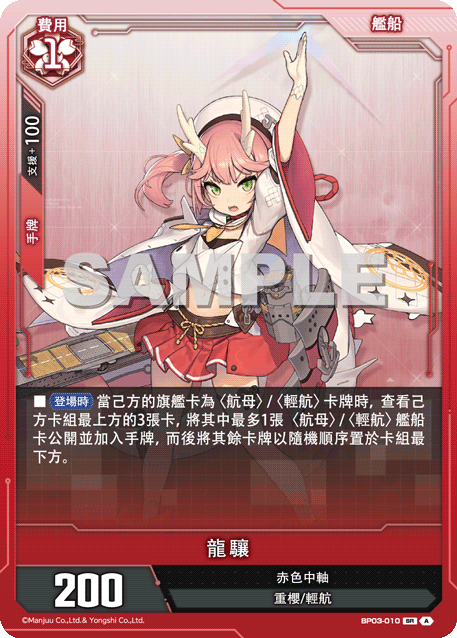 費用
1
艦船
支援+100
手牌
SAMPLE
■ 登場時 當己方的旗艦卡為〈航母〉/〈輕航〉卡牌時, 查看己
方卡組最上方的3張卡, 將其中最多1張〈航母〉/〈輕航〉艦船
卡公開並加入手牌, 而後將其餘卡牌以隨機順序置於卡組最
下方。
龍驤
200
赤色中軸
重櫻/輕航
©Manjuu Co.,Ltd.& Yongshi Co.,Ltd.
BP03-010 SR A